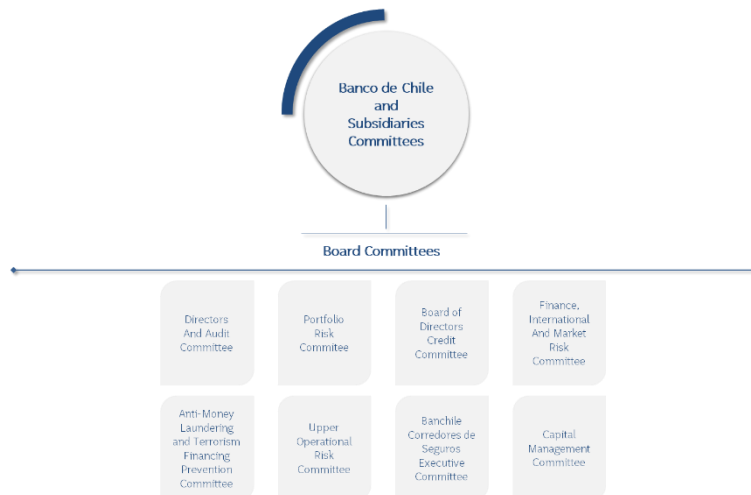 Banco de Chile
and
Subsidiaries
Committees
Board Committees
Directors
And Audit
Committee
Portfolio
Risk
Commitee
Board of
Directors
Credit
Committee
Finance,
International
And Market
Risk
Committee
Anti-Money
Laundering
and Terrorism
Financing
Prevention
Committee
Upper
Operational
Risk
Committee
Banchile
Corredores de
Seguros
Executive
Committee
Capital
Management
Committee